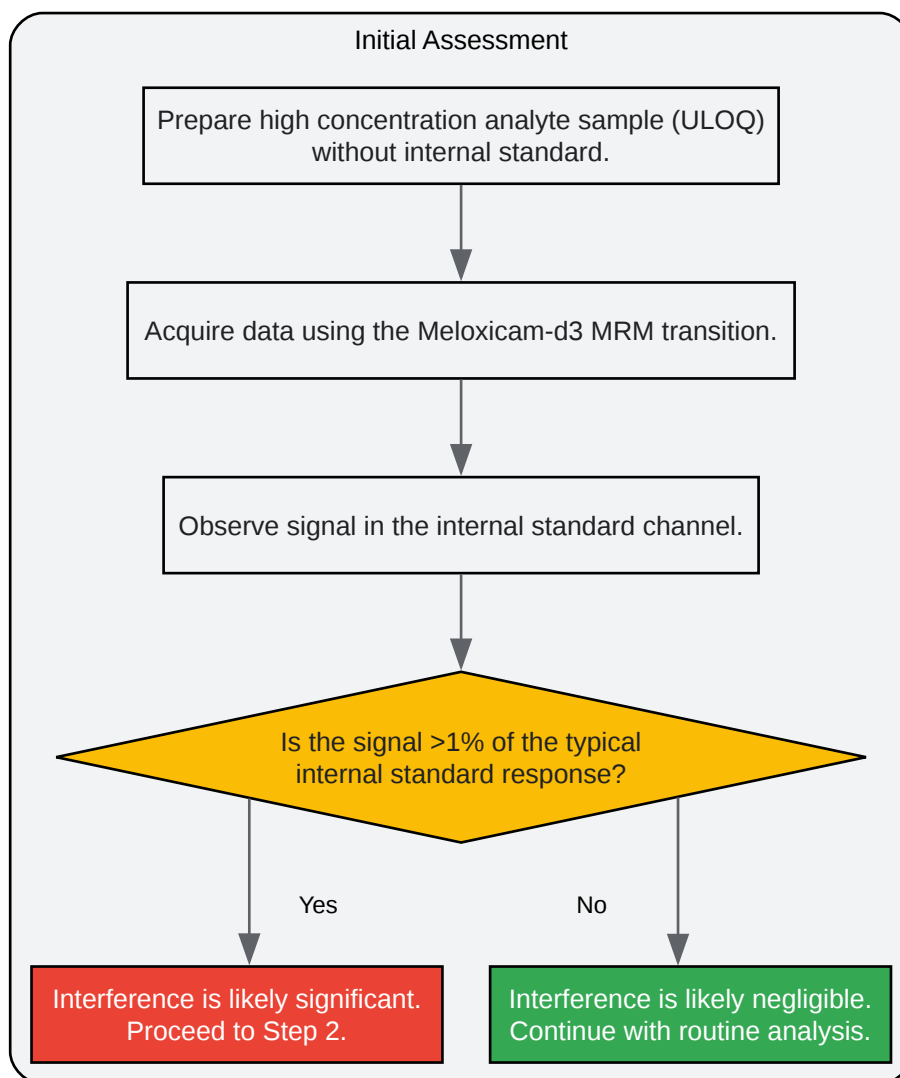 Initial Assessment
Prepare high concentration analyte sample (ULOQ)
without internal standard.
Acquire data using the Meloxicam-d3 MRM transition.
Observe signal in the internal standard channel.
Is the signal >1% of the typical
internal standard response?
Yes
No
Interference is likely significant.
Proceed to Step 2.
Interference is likely negligible.
Continue with routine analysis.